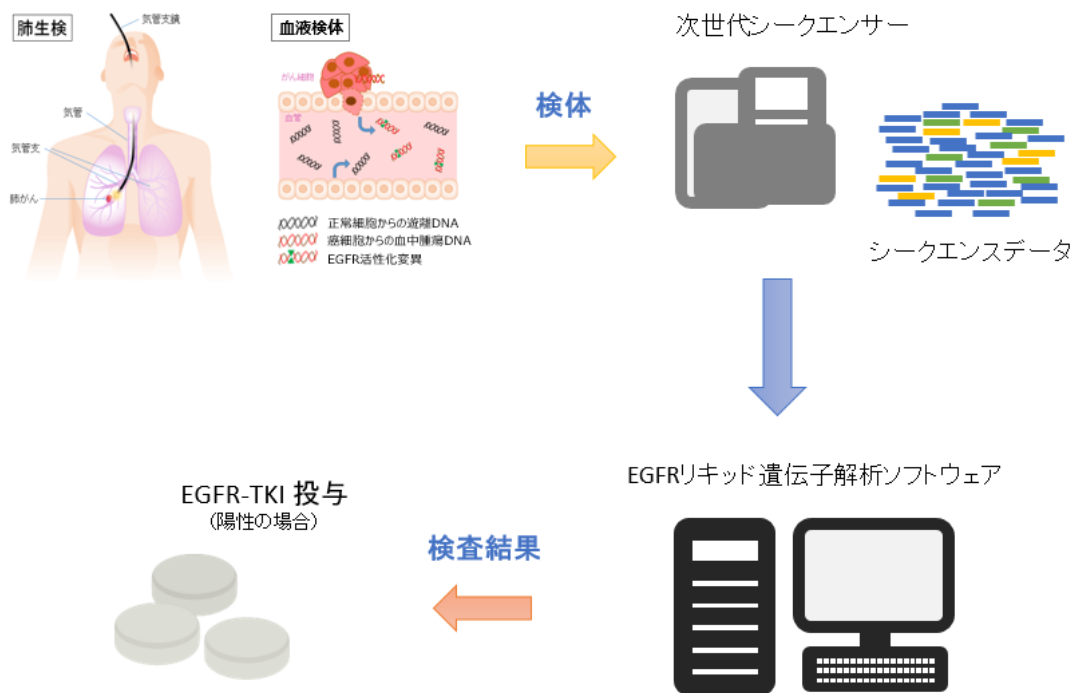 肺生検
気管支鏡
気管
気管支
肺がん
血液検体
がん細胞
血管
正常細胞からの遊離DNA
癌細胞からの血中腫瘍DNA
EGFR活性化変異
検体
次世代シークエンサー
シークエンスデータ
EGFRリキッド遺伝子解析ソフトウェア
検査結果
EGFR-TKI 投与
(陽性の場合)